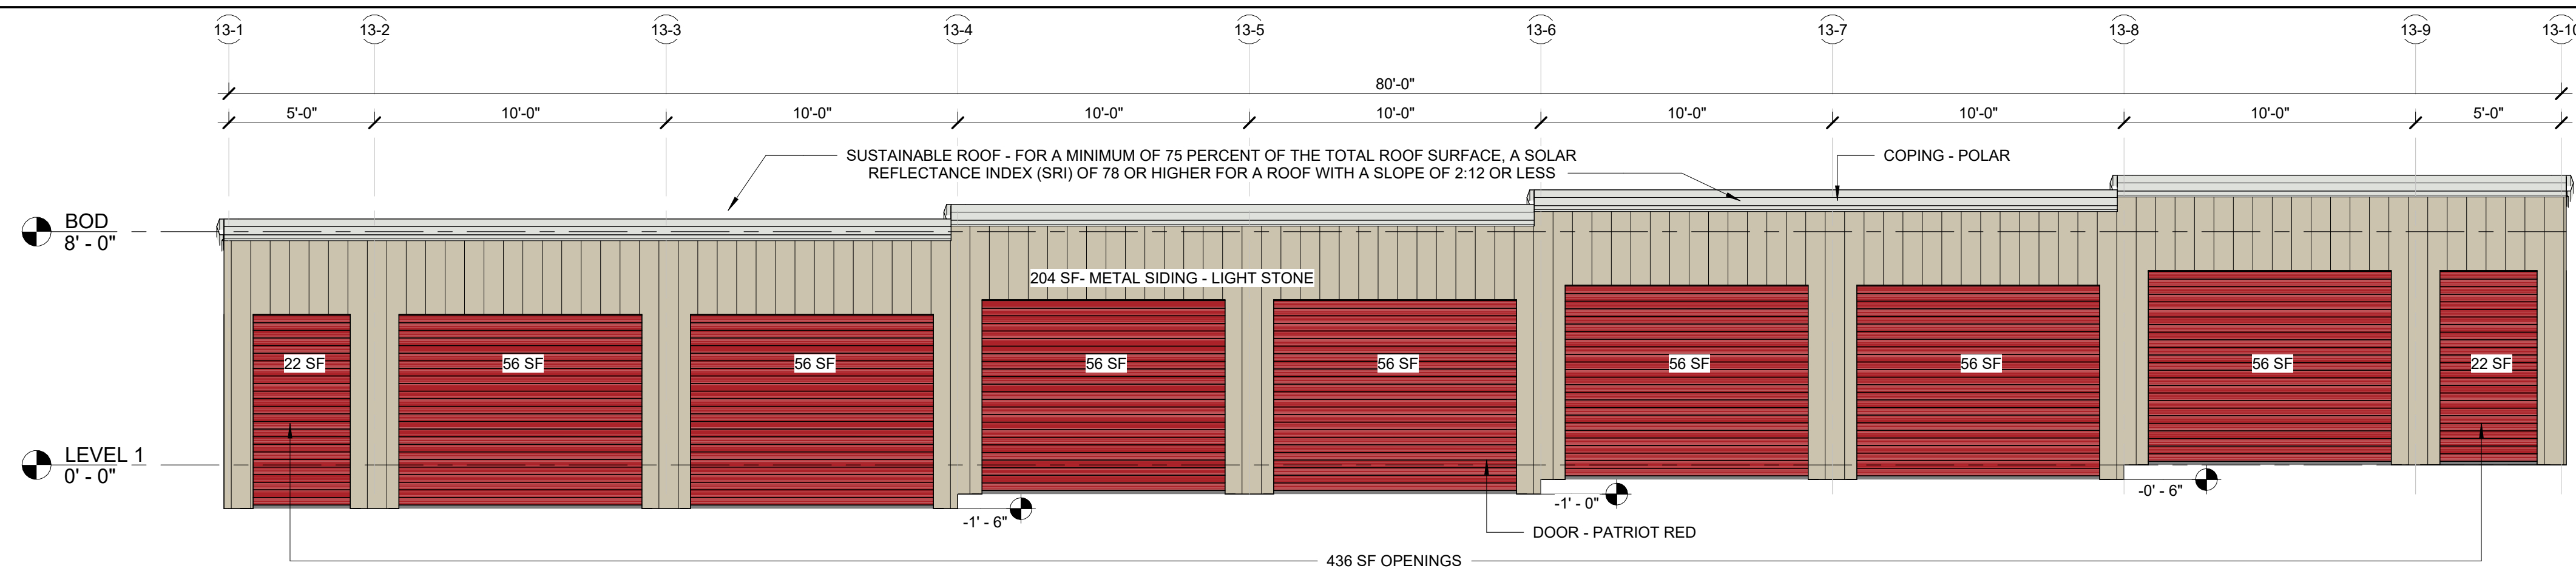 13-1 13-2 13-3 13-4 13-5 13-6 13-7 13-8 13-9 13-10
80'-0"
5'-0" 10'-0" 10'-0" 10'-0" 10'-0" 10'-0" 10'-0" 10'-0" 5'-0"
SUSTAINABLE ROOF - FOR A MINIMUM OF 75 PERCENT OF THE TOTAL ROOF SURFACE, A SOLAR
REFLECTANCE INDEX (SRI) OF 78 OR HIGHER FOR A ROOF WITH A SLOPE OF 2:12 OR LESS
COPING - POLAR
BOD
8' - 0"
204 SF- METAL SIDING - LIGHT STONE
22 SF 56 SF 56 SF 56 SF 56 SF 56 SF 56 SF 56 SF 22 SF
LEVEL 1
0' - 0"
-1' - 6"
-1' - 0"
-0' - 6"
DOOR - PATRIOT RED
436 SF OPENINGS